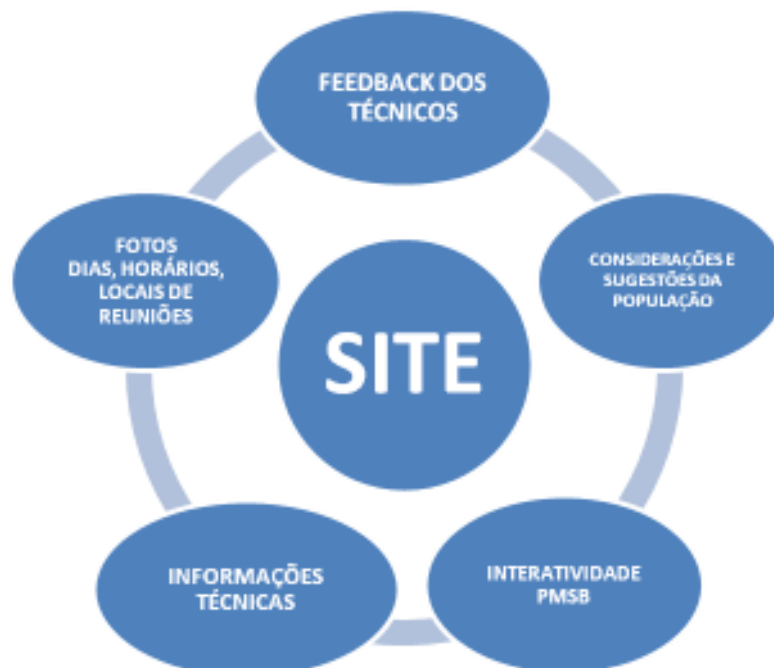 FEEDBACK DOS
TÉCNICOS
FOTOS
DIAS, HORÁRIOS,
LOCAIS DE
REUNIÕES
CONSIDERAÇÕES E
SUGESTÕES DA
POPULAÇÃO
SITE
INFORMAÇÕES
TÉCNICAS
INTERATIVIDADE
PMSB